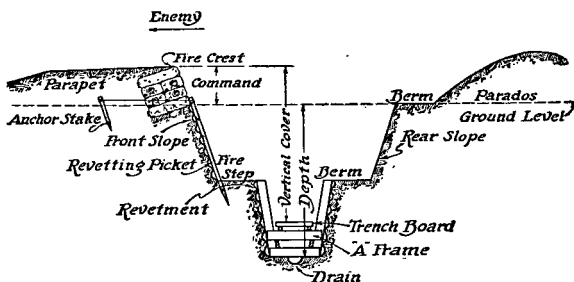 Enemy
Fire Crest
Parapet
Command
Berm
Parados
Anchor Stake
Ground Level
Front Slope
Vertical Cover
Depth
Rear Slope
Revetting Picket
Fire Step
Berm
Revetment
Trench Board
"A" Frame
Drain